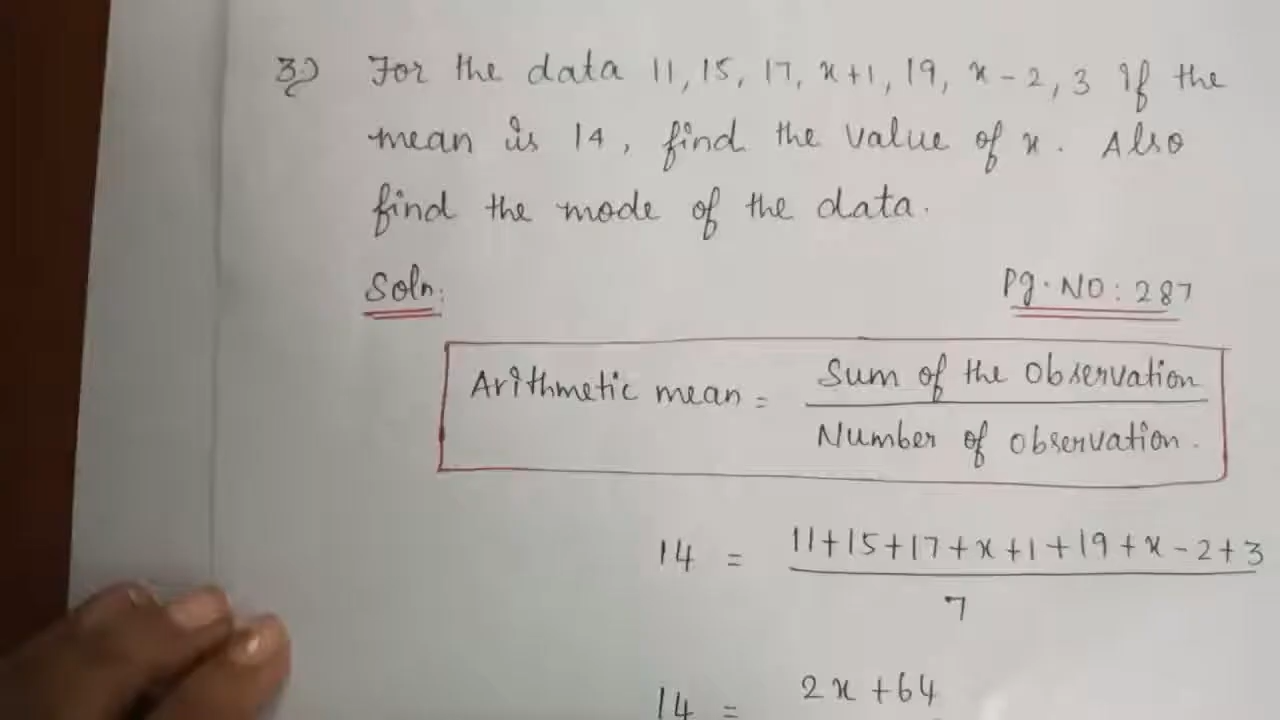 3.) For the data 11, 15, 17, x+1, 19, x-2, 3 If the
mean is 14, find the value of x. Also
find the mode of the data.
Soln:
Pg. NO: 287
Arithmetic mean = Sum of the Observation / Number of observation.
14 = 11+15+17+x+1+19+x-2+3 / 7
14 = 2x+64